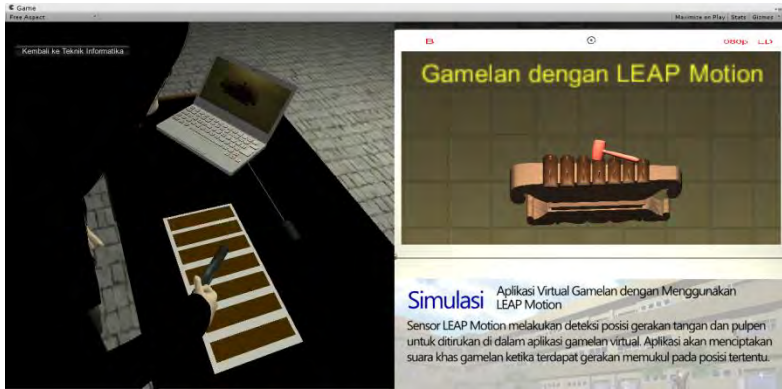 Game
Free Aspect
Maximize on Play Stats Gizmos
Kembali ke Teknik Informatika
Gamelan dengan LEAP Motion
Simulasi
Aplikasi Virtual Gamelan dengan Menggunakan
LEAP Motion
Sensor LEAP Motion melakukan deteksi posisi gerakan tangan dan pulpen
untuk ditirukan di dalam aplikasi gamelan virtual. Aplikasi akan menciptakan
suara khas gamelan ketika terdapat gerakan memukul pada posisi tertentu.